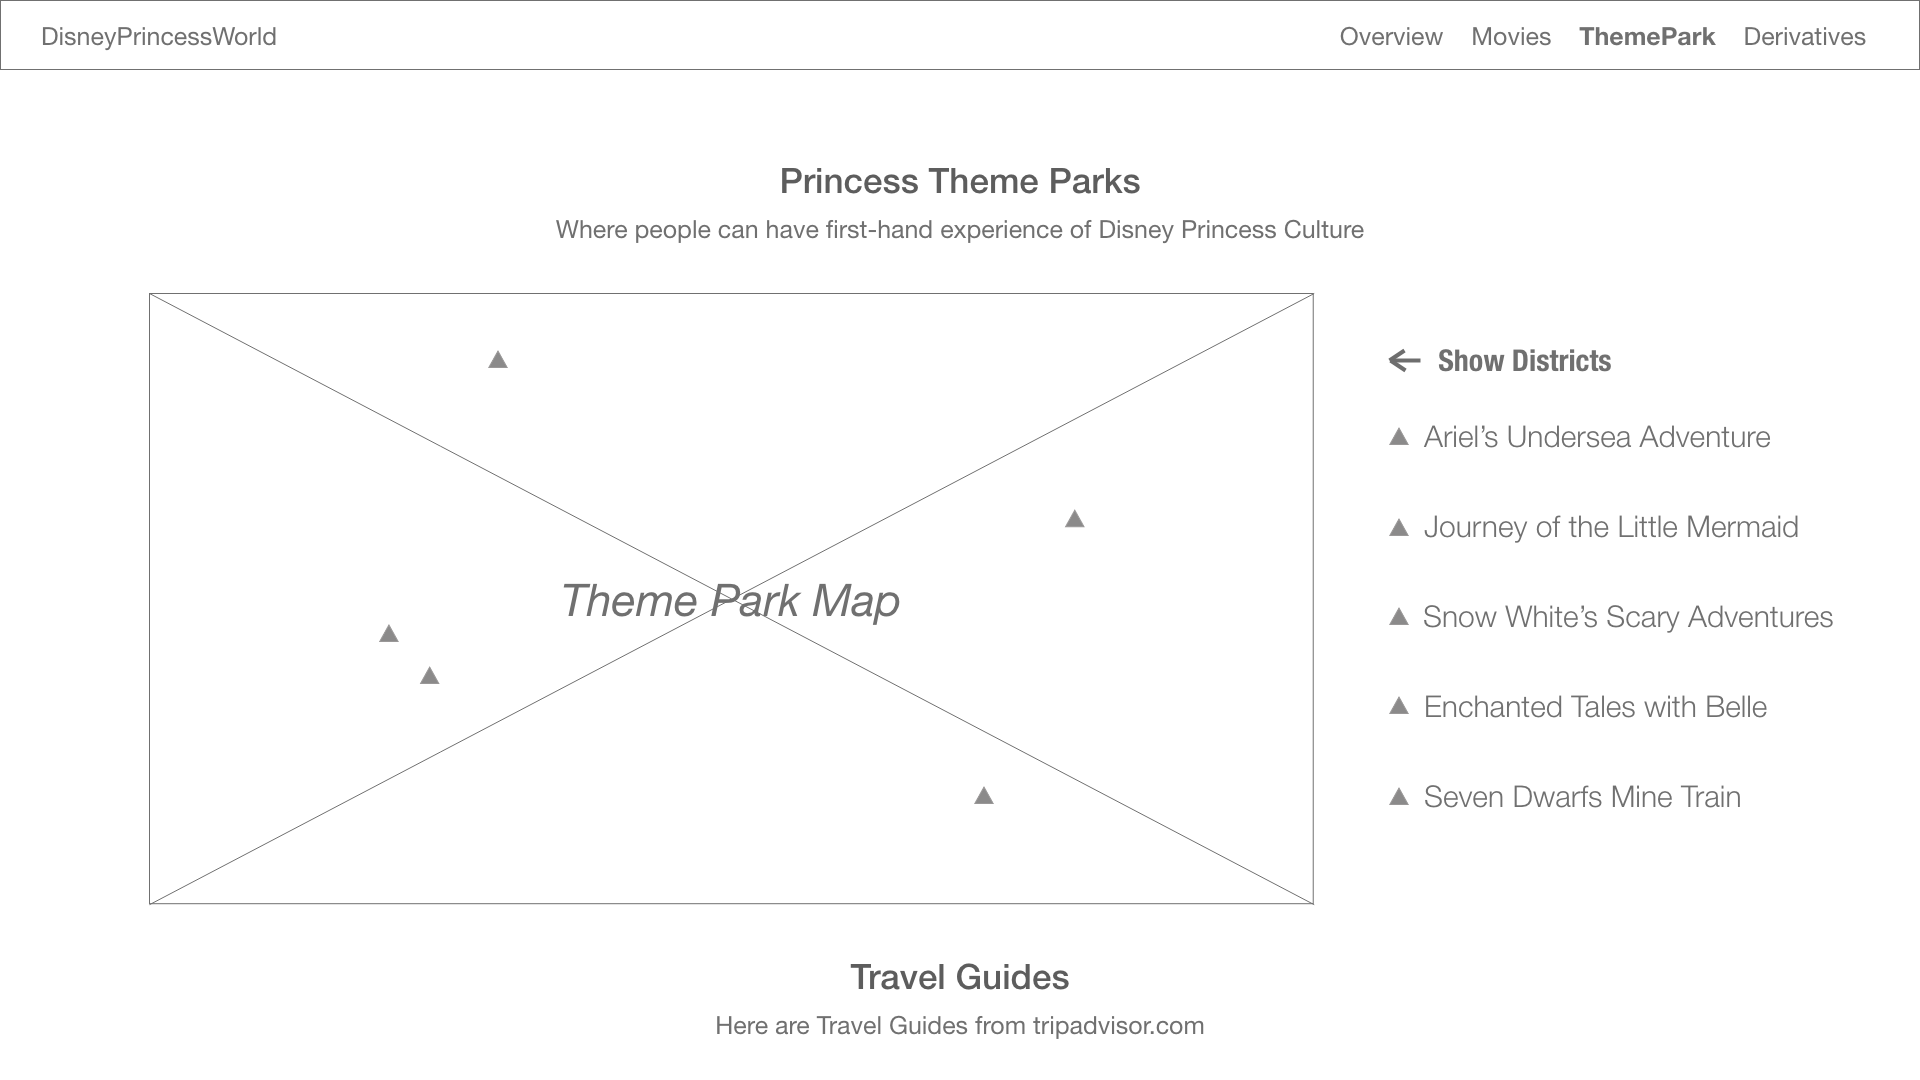 DisneyPrincessWorld
Overview Movies ThemePark Derivatives
Princess Theme Parks
Where people can have first-hand experience of Disney Princess Culture
Theme Park Map
Show Districts
Ariel’s Undersea Adventure
Journey of the Little Mermaid
Snow White’s Scary Adventures
Enchanted Tales with Belle
Seven Dwarfs Mine Train
Travel Guides
Here are Travel Guides from tripadvisor.com